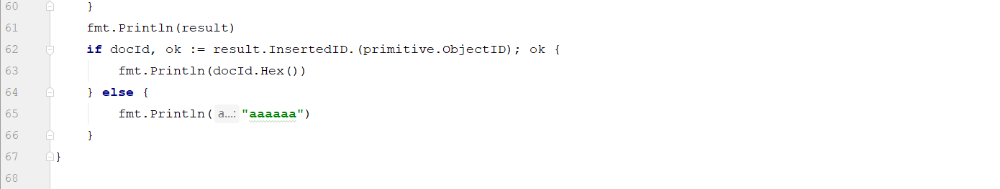 60 }
61 fmt.Println(result)
62 if docId, ok := result.InsertedID.(primitive.ObjectID); ok {
63 fmt.Println(docId.Hex())
64 } else {
65 fmt.Println( a...: "aaaaaa")
66 }
67 }
68